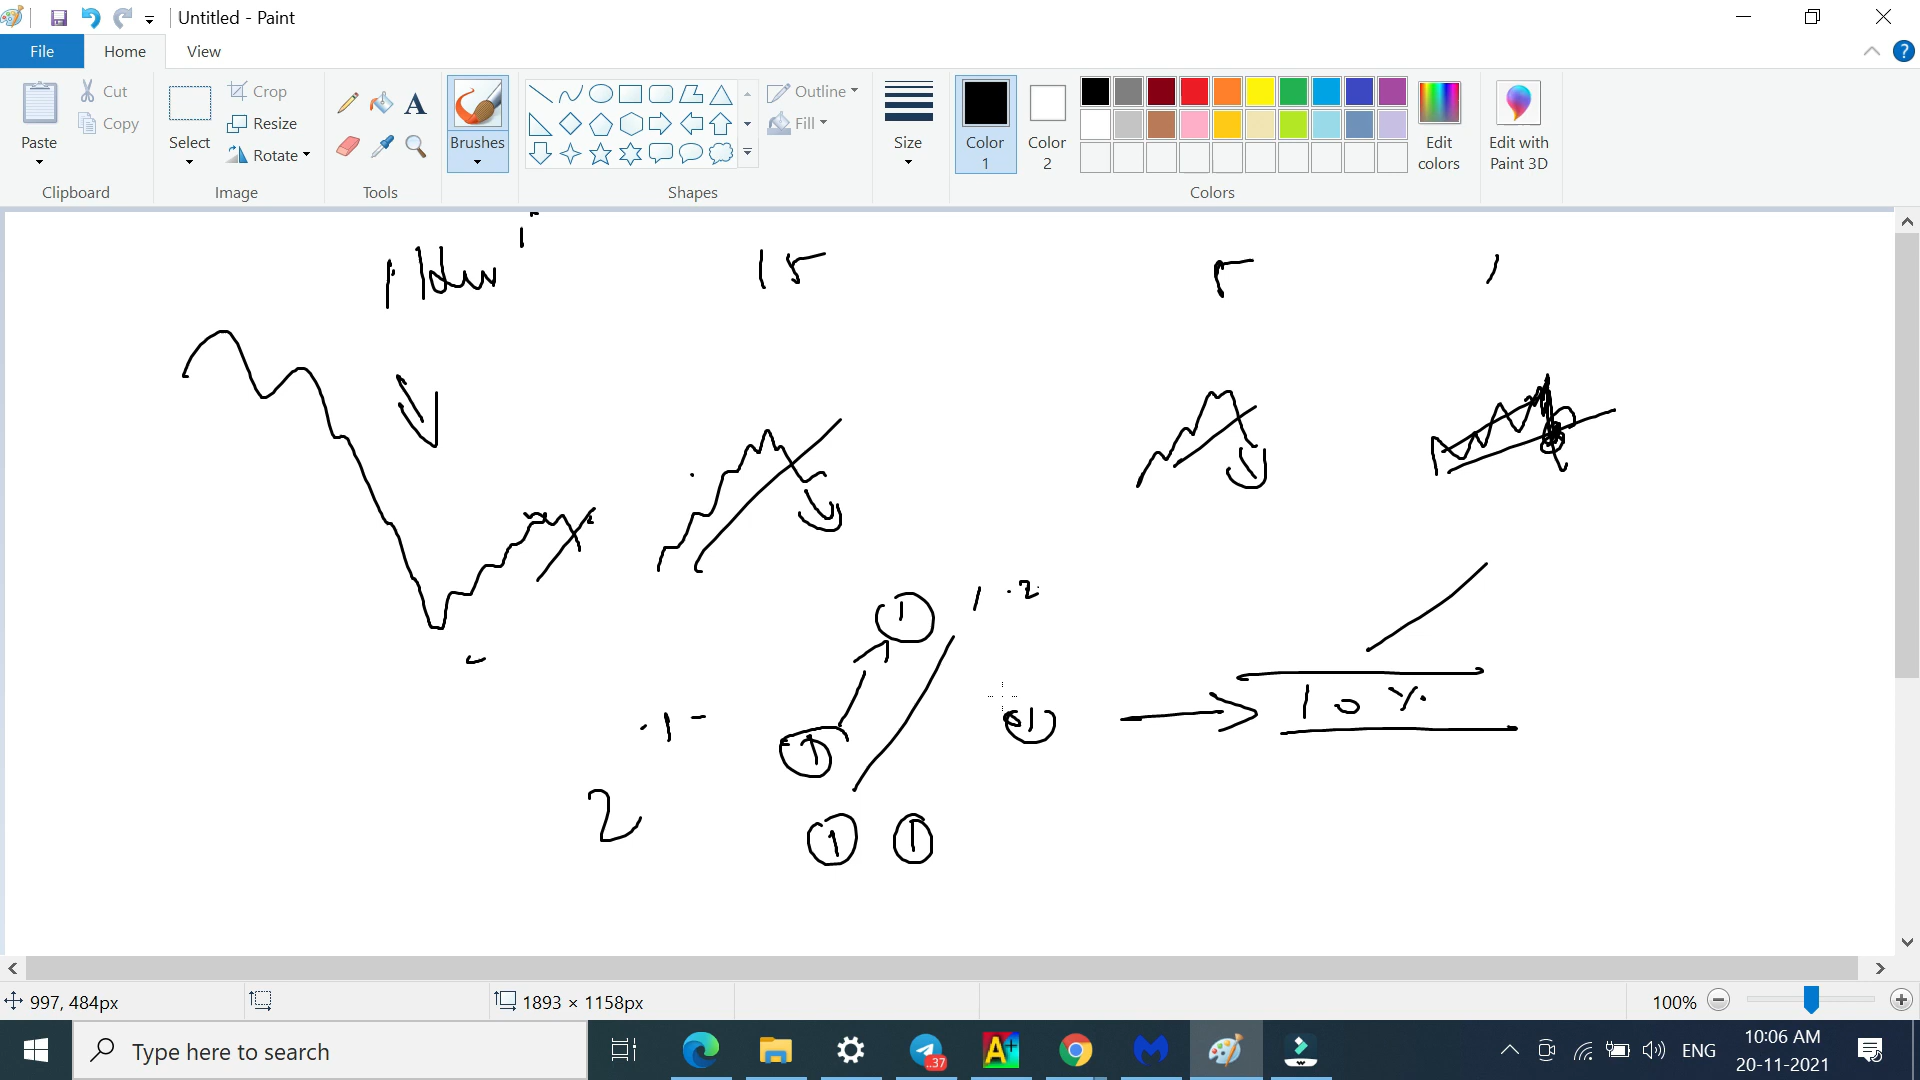 Untitled - Paint
File Home View
Paste
Cut
Copy
Clipboard
Select
Crop
Resize
Rotate
Image
Tools
Brushes
Shapes
Outline
Fill
Size
Color 1
Color 2
Colors
Edit colors
Edit with Paint 3D
15 5 1
1 .2
1
.1 - 1 1 10 %
2 1 1
997, 484px 1893 × 1158px 100%
Type here to search
37
ENG
10:06 AM
20-11-2021